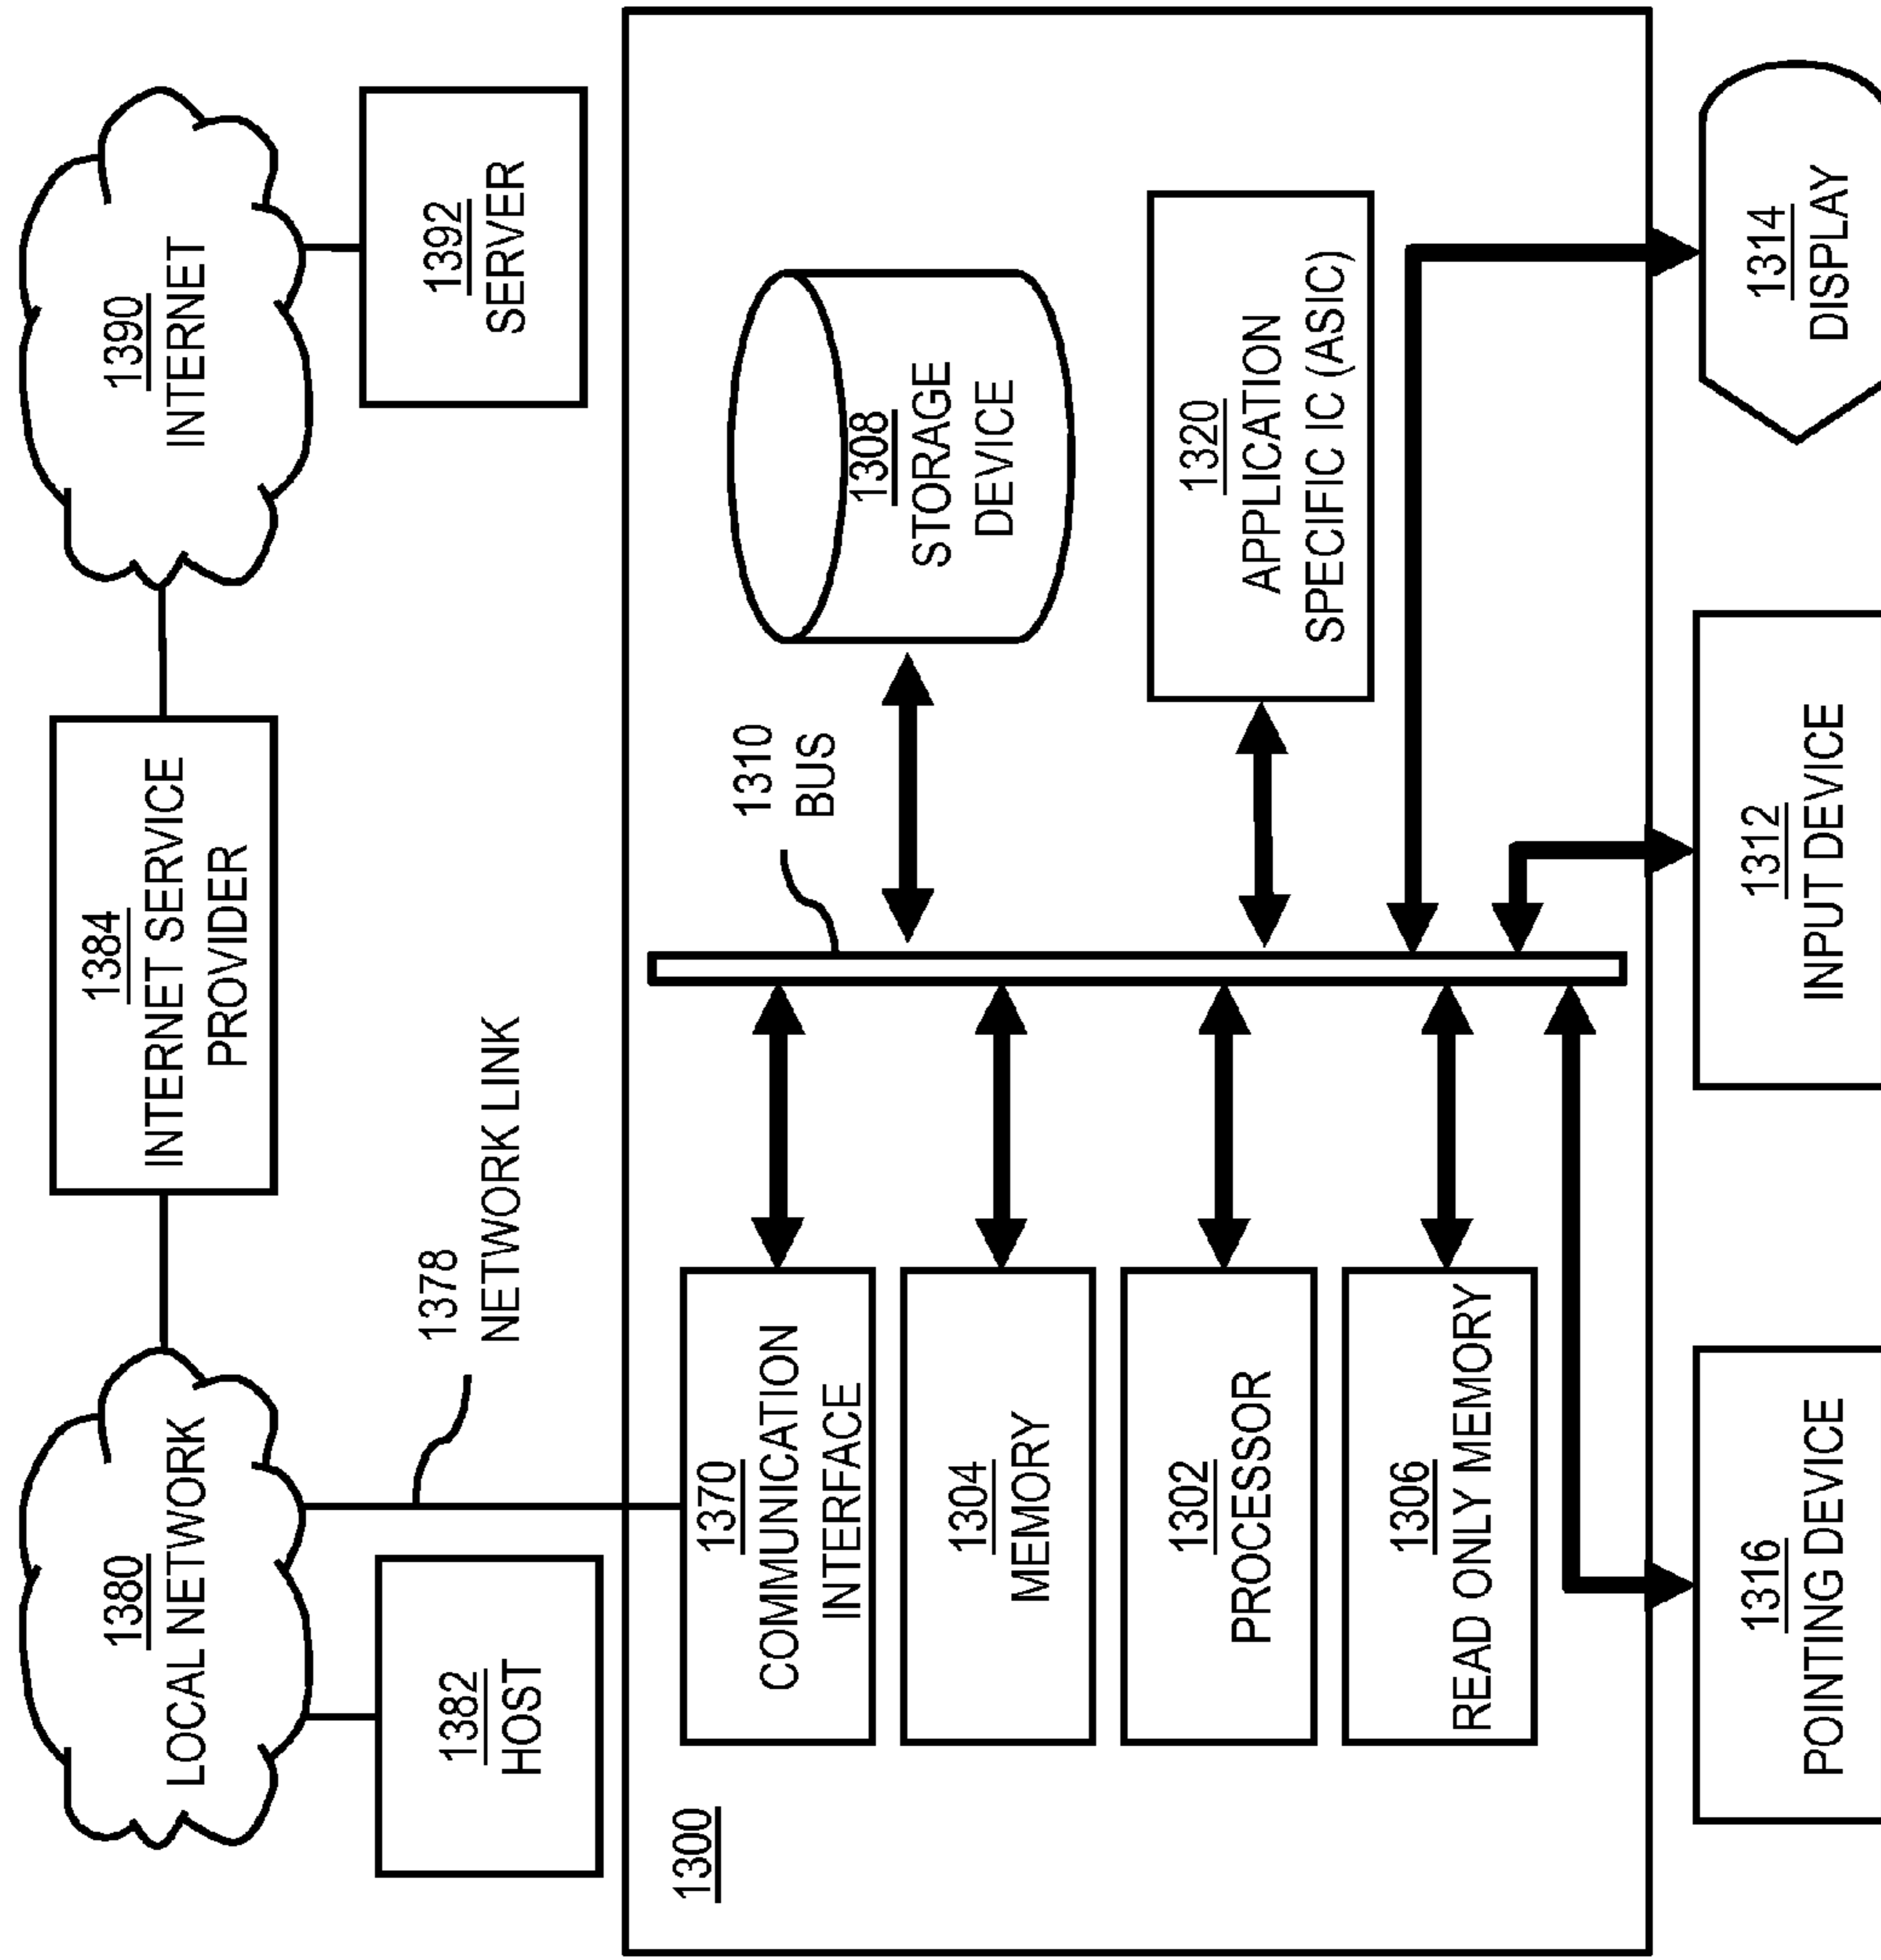 1380
LOCAL NETWORK
1384
INTERNET SERVICE
PROVIDER
1390
INTERNET
1382
HOST
1378
NETWORK LINK
1392
SERVER
1300
1370
COMMUNICATION
INTERFACE
1310
BUS
1308
STORAGE
DEVICE
1304
MEMORY
1302
PROCESSOR
1320
APPLICATION
SPECIFIC IC (ASIC)
1306
READ ONLY MEMORY
1316
POINTING DEVICE
1312
INPUT DEVICE
1314
DISPLAY